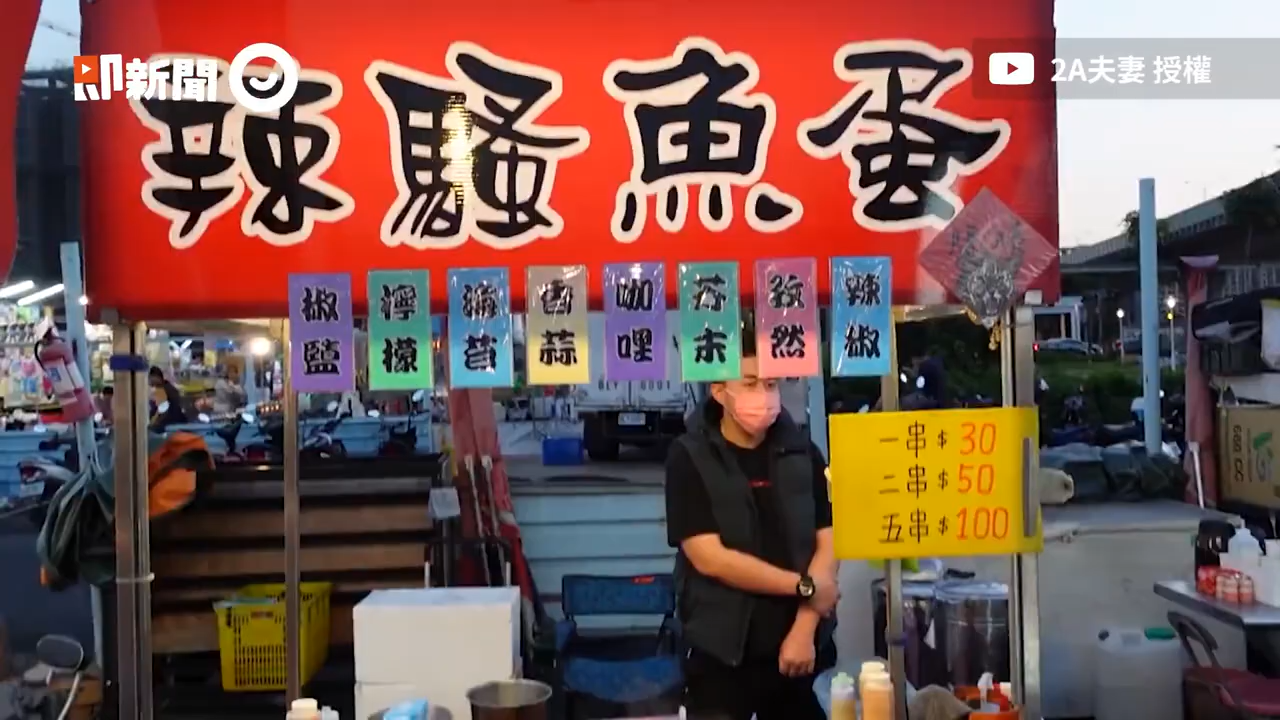 即新聞
2A夫妻 授權
辣騷魚蛋
椒鹽
檸檬
海苔
香蒜
咖哩
芥末
孜然
辣椒
一串$30
二串$50
五串$100